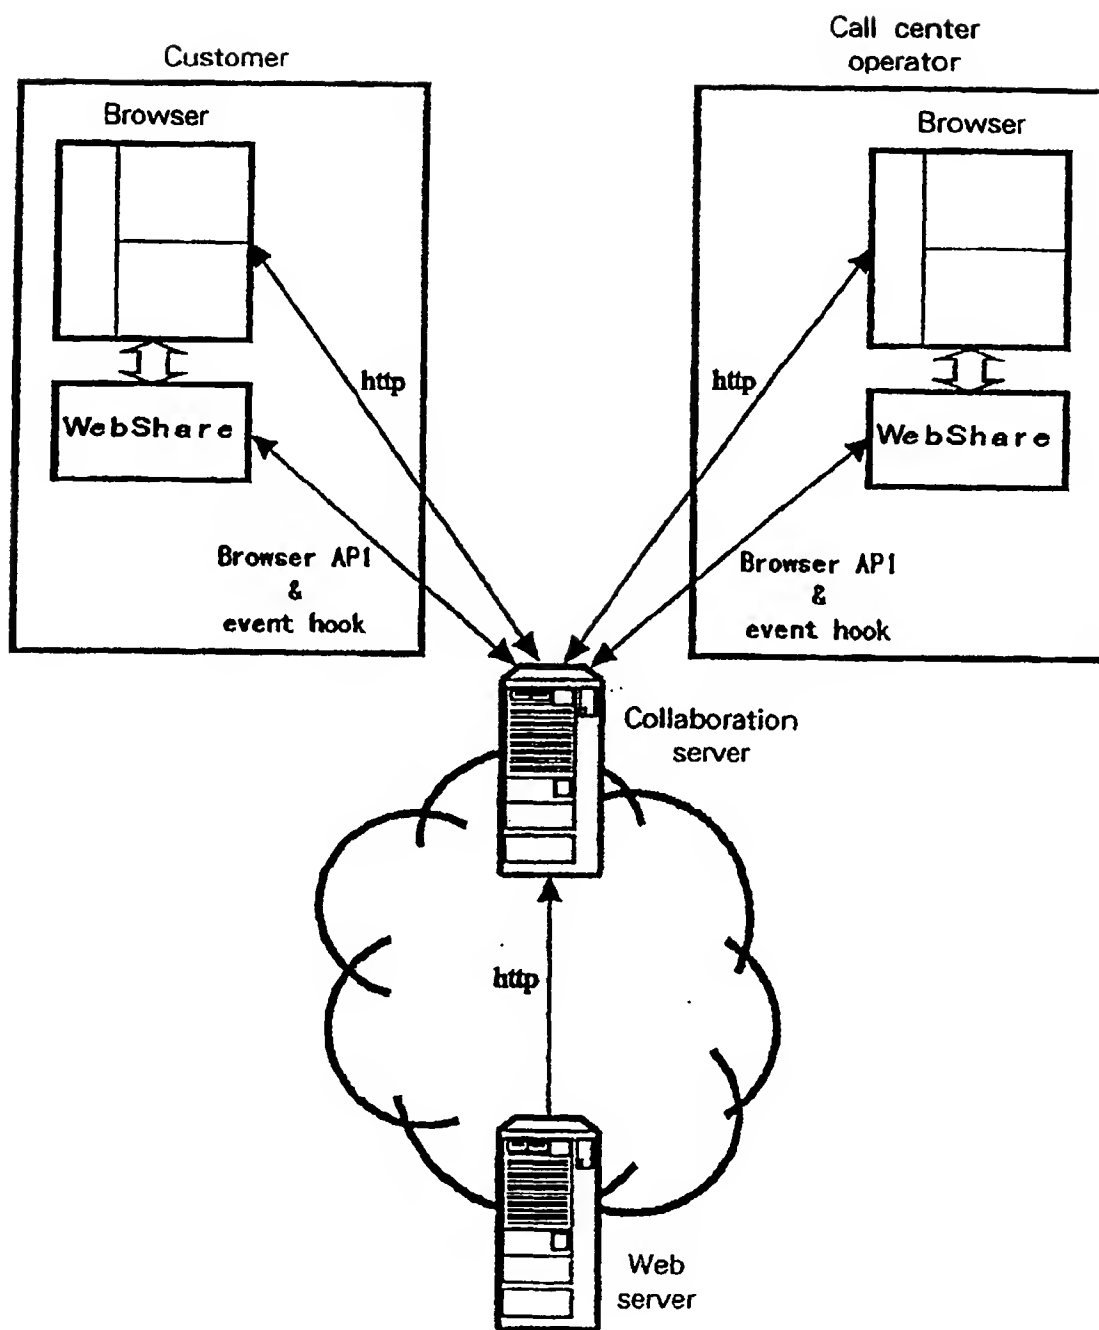 Customer
Call center
operator
Browser
Browser
http
http
WebShare
WebShare
Browser API
&
event hook
Browser API
&
event hook
Collaboration
server
http
Web
server